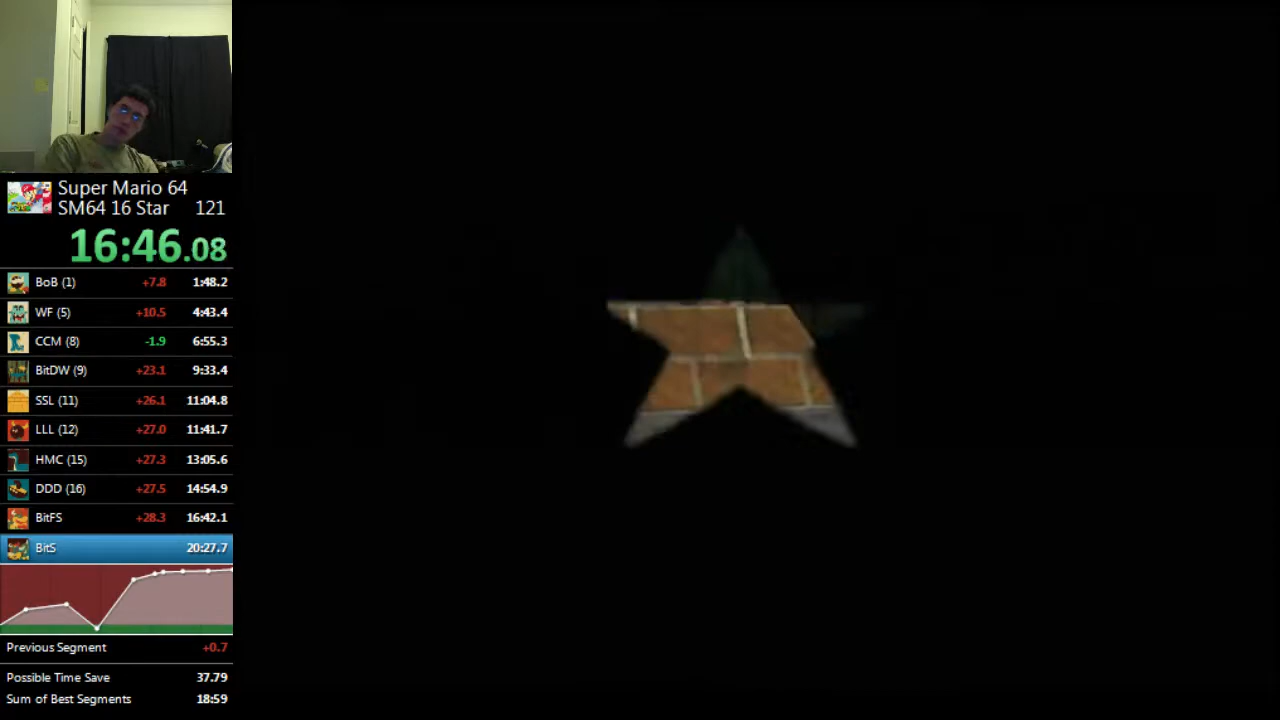 Super Mario 64
SM64 16 Star 121
16:46.08
BoB (1) +7.8 1:48.2
WF (5) +10.5 4:43.4
CCM (8) -1.9 6:55.3
BitDW (9) +23.1 9:33.4
SSL (11) +26.1 11:04.8
LLL (12) +27.0 11:41.7
HMC (15) +27.3 13:05.6
DDD (16) +27.5 14:54.9
BitFS +28.3 16:42.1
BitS 20:27.7
Previous Segment +0.7
Possible Time Save 37.79
Sum of Best Segments 18:59